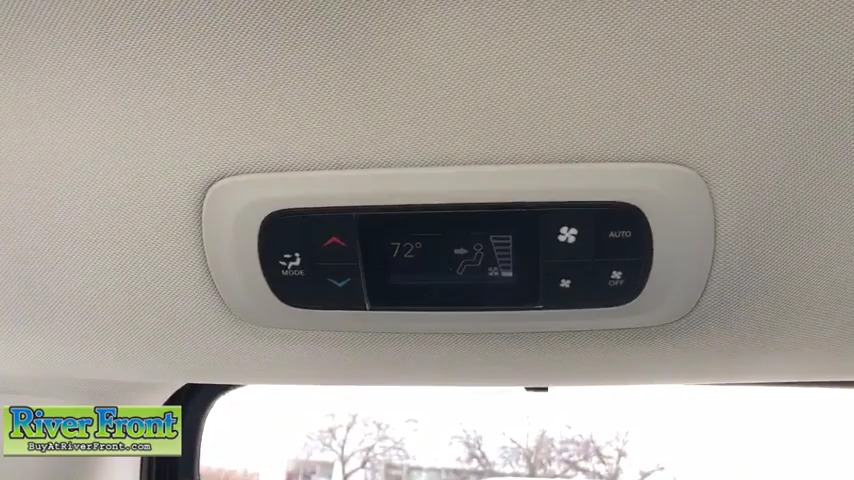 72°
MODE
AUTO
OFF
River Front
BuyAtRiverFront.com